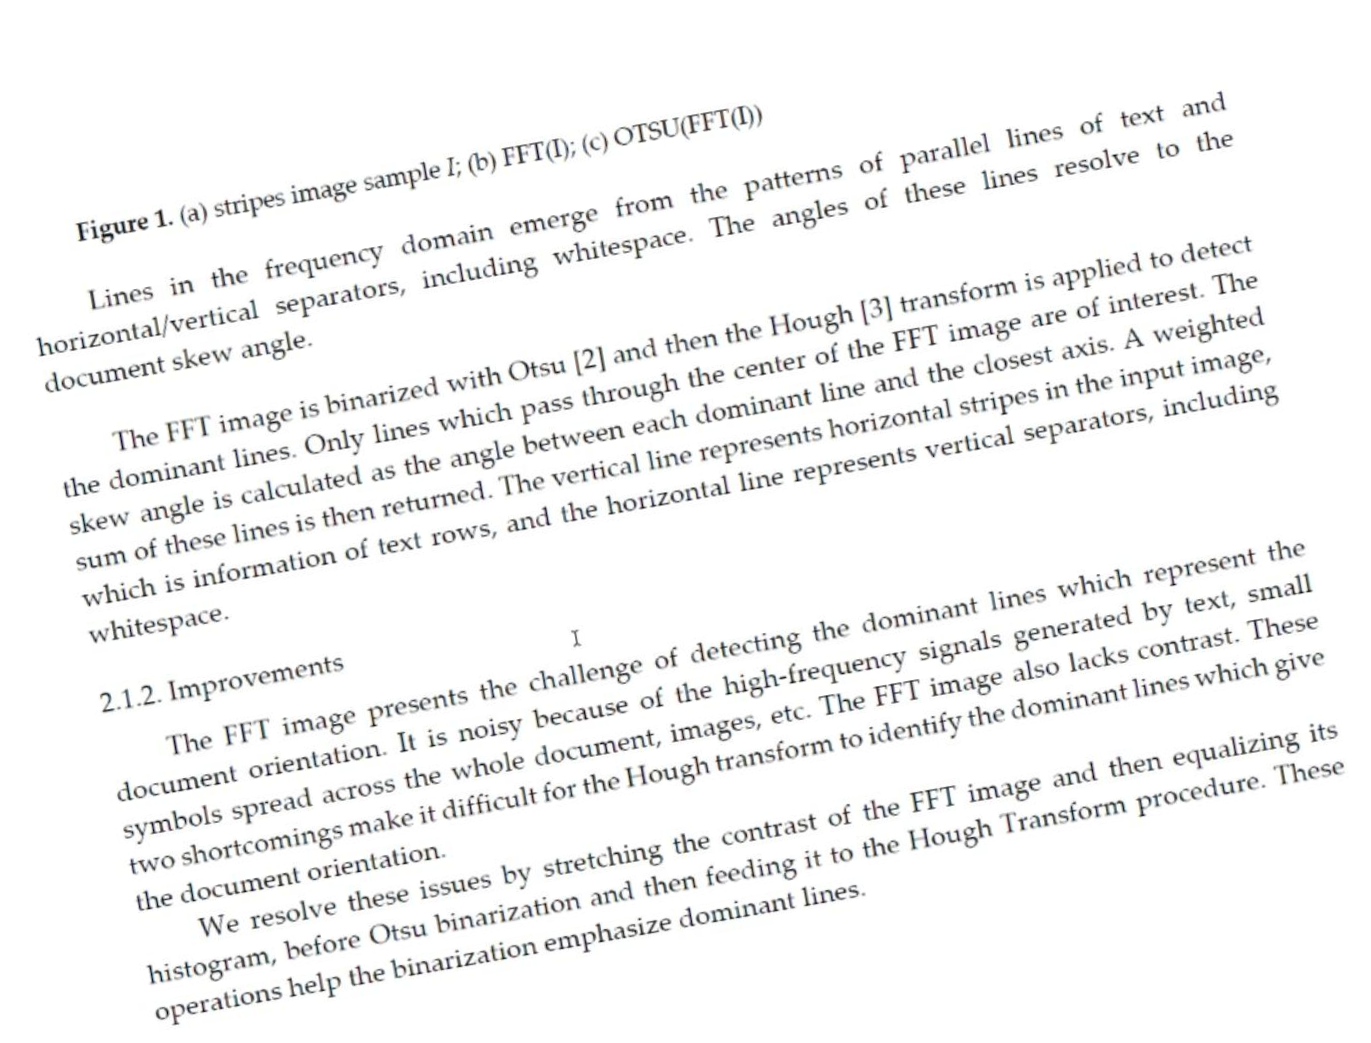 Figure 1. (a) stripes image sample I; (b) FFT(I); (c) OTSU(FFT(I))
Lines in the frequency domain emerge from the patterns of parallel lines of text and
horizontal/vertical separators, including whitespace. The angles of these lines resolve to the
document skew angle.
The FFT image is binarized with Otsu [2] and then the Hough [3] transform is applied to detect
the dominant lines. Only lines which pass through the center of the FFT image are of interest. The
skew angle is calculated as the angle between each dominant line and the closest axis. A weighted
sum of these lines is then returned. The vertical line represents horizontal stripes in the input image,
which is information of text rows, and the horizontal line represents vertical separators, including
whitespace.
2.1.2. Improvements
The FFT image presents the challenge of detecting the dominant lines which represent the
document orientation. It is noisy because of the high-frequency signals generated by text, small
symbols spread across the whole document, images, etc. The FFT image also lacks contrast. These
two shortcomings make it difficult for the Hough transform to identify the dominant lines which give
the document orientation.
We resolve these issues by stretching the contrast of the FFT image and then equalizing its
histogram, before Otsu binarization and then feeding it to the Hough Transform procedure. These
operations help the binarization emphasize dominant lines.